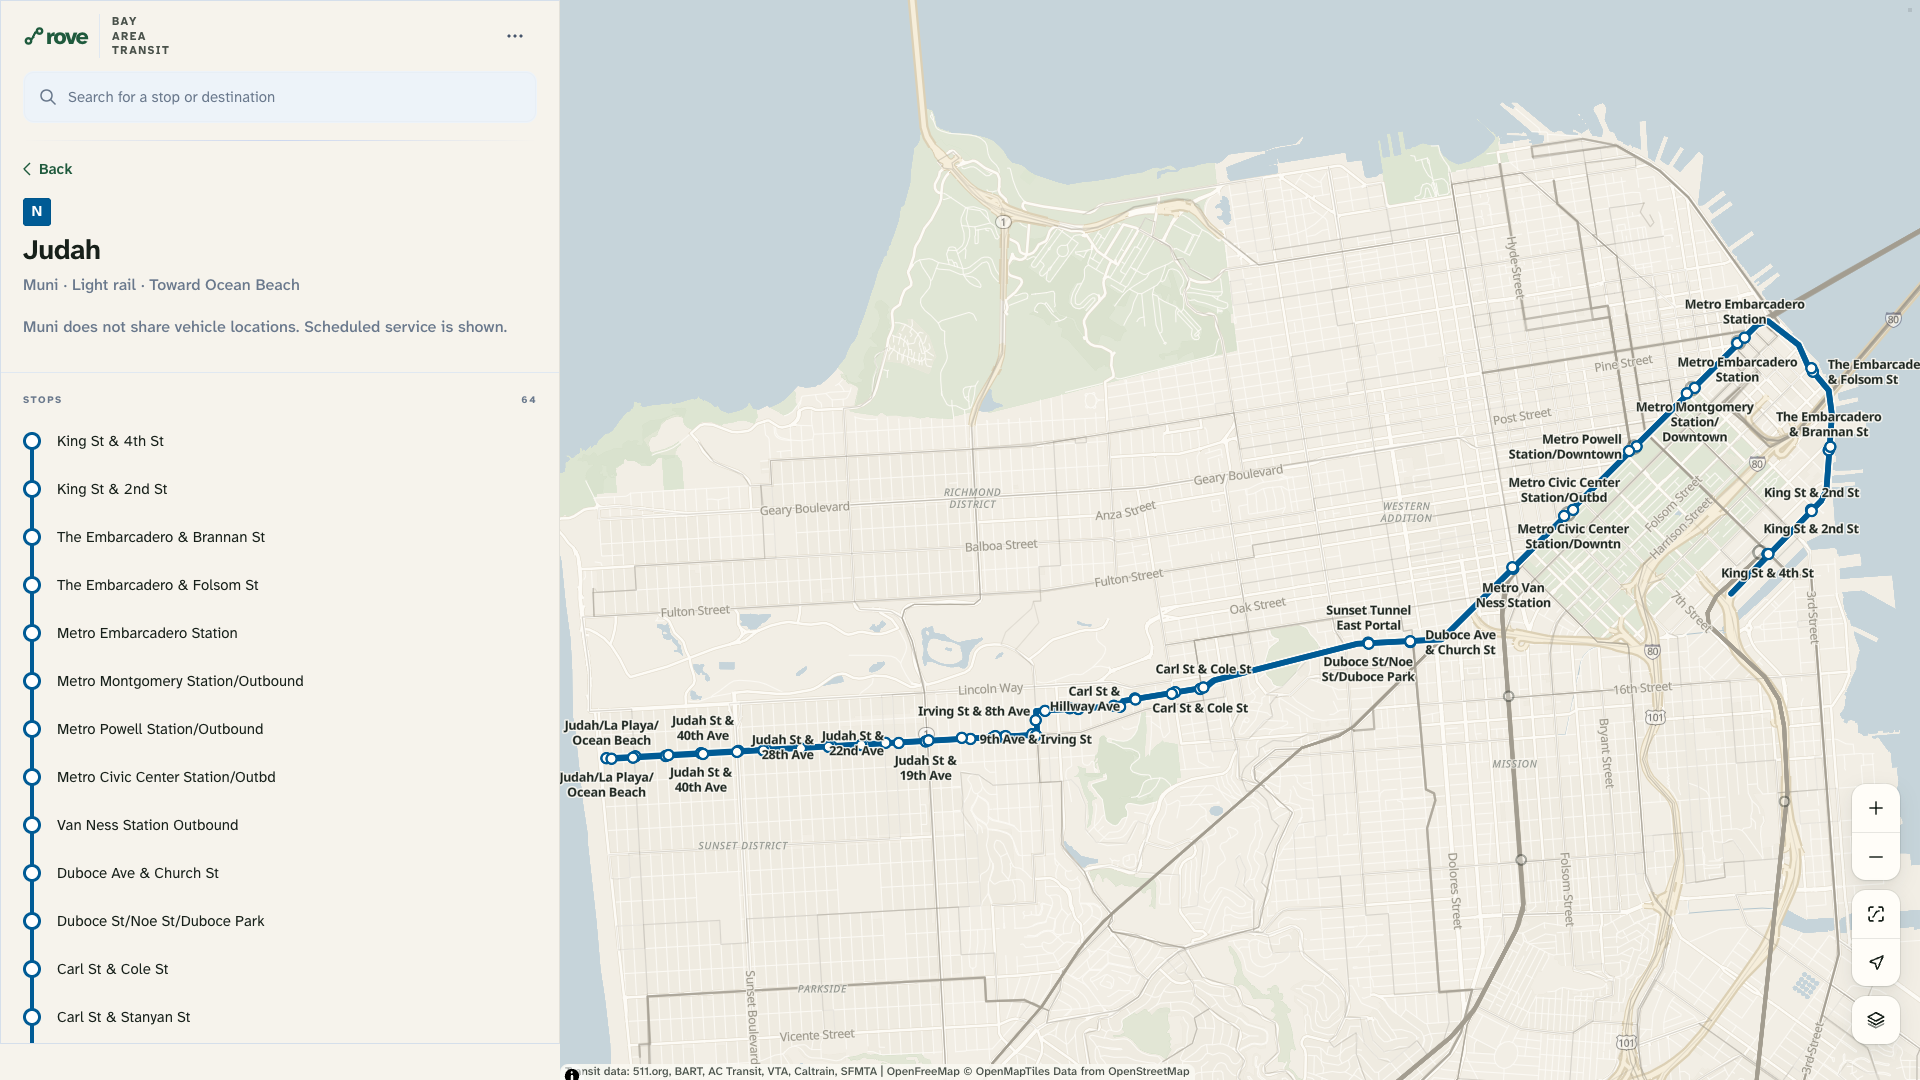 rove
BAY
AREA
TRANSIT
Search for a stop or destination
Back
N
Judah
Muni · Light rail · Toward Ocean Beach
Muni does not share vehicle locations. Scheduled service is shown.
STOPS
64
King St & 4th St
King St & 2nd St
The Embarcadero & Brannan St
The Embarcadero & Folsom St
Metro Embarcadero Station
Metro Montgomery Station/Outbound
Metro Powell Station/Outbound
Metro Civic Center Station/Outbd
Van Ness Station Outbound
Duboce Ave & Church St
Duboce St/Noe St/Duboce Park
Carl St & Cole St
Carl St & Stanyan St
1
Hyde Street
Metro Embarcadero
Station
80
Pine Street
Metro Embarcadero
Station
The Embarcade
& Folsom St
Post Street
Metro Montgomery
Station/
Downtown
The Embarcadero
& Brannan St
Metro Powell
Station/Downtown
80
Geary Boulevard
Geary Boulevard
RICHMOND
DISTRICT
Anza Street
WESTERN
ADDITION
Metro Civic Center
Station/Outbd
Folsom Street
Harrison Street
King St & 2nd St
King St & 2nd St
Metro Civic Center
Station/Downtn
Balboa Street
Fulton Street
Fulton Street
Oak Street
King St & 4th St
Metro Van
Ness Station
7th Street
3rd Street
Sunset Tunnel
East Portal
Duboce Ave
& Church St
Duboce St/Noe
St/Duboce Park
80
Carl St & Cole St
Carl St & Cole St
Lincoln Way
16th Street
101
Carl St &
Hillway Ave
Irving St & 8th Ave
9th Ave & Irving St
Judah/La Playa/
Ocean Beach
Judah St &
40th Ave
Judah St &
28th Ave
Judah St &
22nd Ave
Judah St &
19th Ave
1
Judah/La Playa/
Ocean Beach
Judah St &
40th Ave
MISSION
Bryant Street
SUNSET DISTRICT
Dolores Street
Folsom Street
PARKSIDE
Sunset Boulevard
Vicente Street
101
3rd Street
nsit data: 511.org, BART, AC Transit, VTA, Caltrain, SFMTA | OpenFreeMap © OpenMapTiles Data from OpenStreetMap